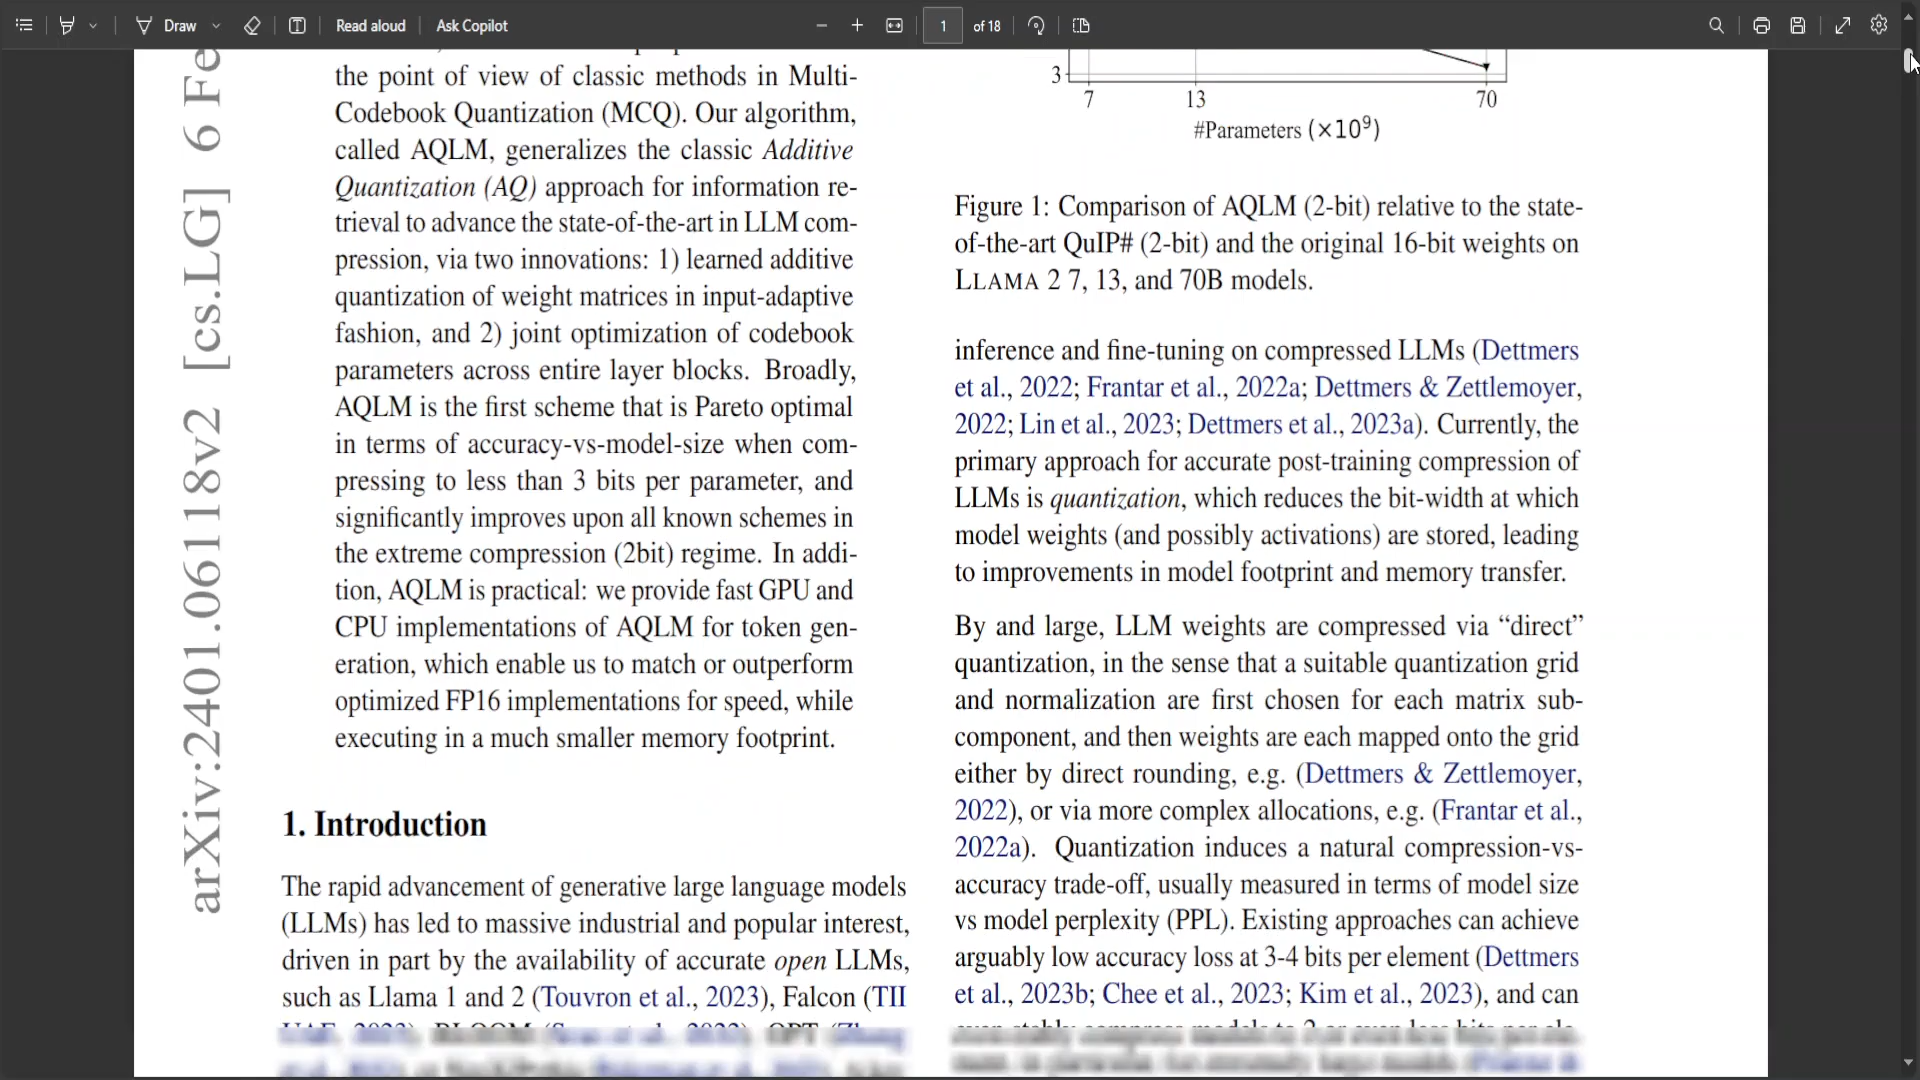 Draw
Read aloud
Ask Copilot
1
of 18
arXiv:2401.06118v2 [cs.LG] 6 Fe
the point of view of classic methods in Multi-
Codebook Quantization (MCQ). Our algorithm,
called AQLM, generalizes the classic Additive
Quantization (AQ) approach for information re-
trieval to advance the state-of-the-art in LLM com-
pression, via two innovations: 1) learned additive
quantization of weight matrices in input-adaptive
fashion, and 2) joint optimization of codebook
parameters across entire layer blocks. Broadly,
AQLM is the first scheme that is Pareto optimal
in terms of accuracy-vs-model-size when com-
pressing to less than 3 bits per parameter, and
significantly improves upon all known schemes in
the extreme compression (2bit) regime. In addi-
tion, AQLM is practical: we provide fast GPU and
CPU implementations of AQLM for token gen-
eration, which enable us to match or outperform
optimized FP16 implementations for speed, while
executing in a much smaller memory footprint.
1. Introduction
The rapid advancement of generative large language models
(LLMs) has led to massive industrial and popular interest,
driven in part by the availability of accurate open LLMs,
such as Llama 1 and 2 (Touvron et al., 2023), Falcon (TII
3
7 13 70
#Parameters (×10⁹)
Figure 1: Comparison of AQLM (2-bit) relative to the state-
of-the-art QuIP# (2-bit) and the original 16-bit weights on
LLAMA 2 7, 13, and 70B models.
inference and fine-tuning on compressed LLMs (Dettmers
et al., 2022; Frantar et al., 2022a; Dettmers & Zettlemoyer,
2022; Lin et al., 2023; Dettmers et al., 2023a). Currently, the
primary approach for accurate post-training compression of
LLMs is quantization, which reduces the bit-width at which
model weights (and possibly activations) are stored, leading
to improvements in model footprint and memory transfer.
By and large, LLM weights are compressed via “direct”
quantization, in the sense that a suitable quantization grid
and normalization are first chosen for each matrix sub-
component, and then weights are each mapped onto the grid
either by direct rounding, e.g. (Dettmers & Zettlemoyer,
2022), or via more complex allocations, e.g. (Frantar et al.,
2022a). Quantization induces a natural compression-vs-
accuracy trade-off, usually measured in terms of model size
vs model perplexity (PPL). Existing approaches can achieve
arguably low accuracy loss at 3-4 bits per element (Dettmers
et al., 2023b; Chee et al., 2023; Kim et al., 2023), and can